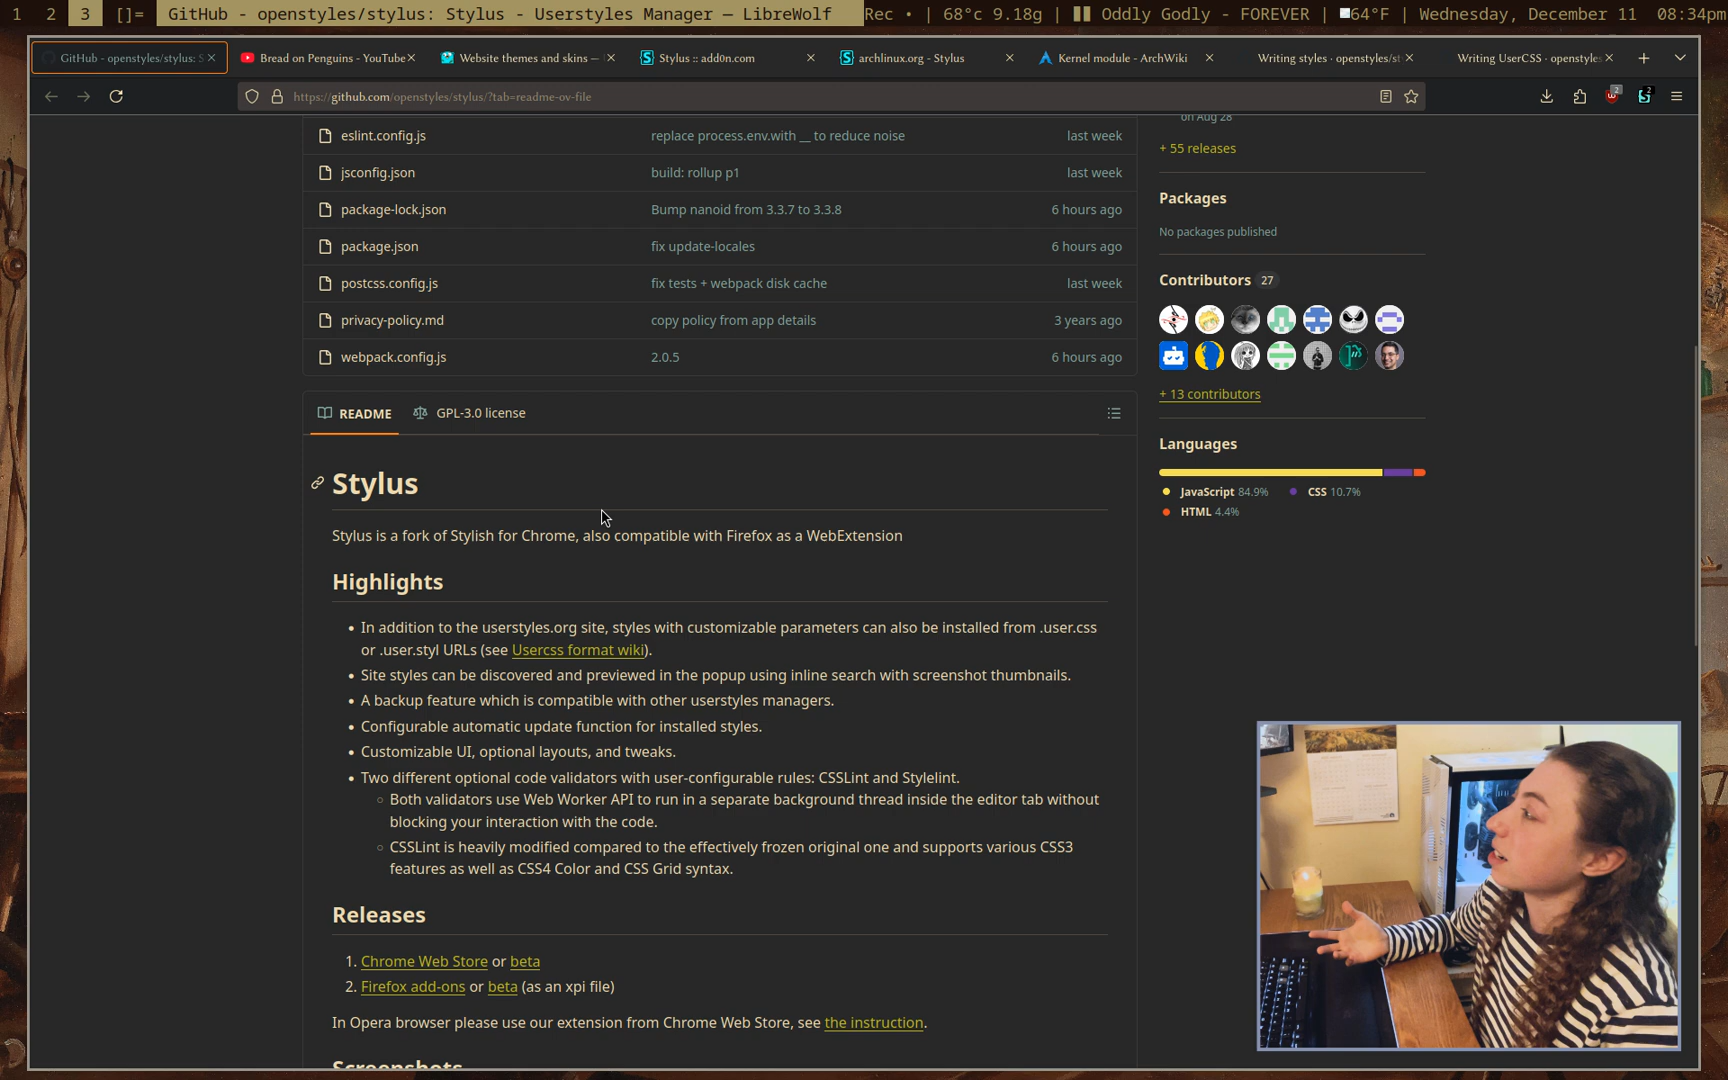 1 2 3 []= GitHub - openstyles/stylus: Stylus - Userstyles Manager — LibreWolf Rec • | 68°c 9.18g | ▮▮ Oddly Godly - FOREVER | 64°F | Wednesday, December 11 08:34pm
GitHub - openstyles/stylus: S Bread on Penguins - YouTube Website themes and skins — Stylus :: add0n.com archlinux.org - Stylus Kernel module - ArchWiki Writing styles · openstyles/st Writing UserCSS · openstyles
https://github.com/openstyles/stylus/?tab=readme-ov-file 2 2
on Aug 28
eslint.config.js replace process.env.with __ to reduce noise last week
+ 55 releases
jsconfig.json build: rollup p1 last week
Packages
package-lock.json Bump nanoid from 3.3.7 to 3.3.8 6 hours ago
No packages published
package.json fix update-locales 6 hours ago
Contributors 27
postcss.config.js fix tests + webpack disk cache last week
privacy-policy.md copy policy from app details 3 years ago
webpack.config.js 2.0.5 6 hours ago
+ 13 contributors
README GPL-3.0 license
Languages
JavaScript 84.9% CSS 10.7%
HTML 4.4%
Stylus
Stylus is a fork of Stylish for Chrome, also compatible with Firefox as a WebExtension
Highlights
• In addition to the userstyles.org site, styles with customizable parameters can also be installed from .user.css
or .user.styl URLs (see Usercss format wiki).
• Site styles can be discovered and previewed in the popup using inline search with screenshot thumbnails.
• A backup feature which is compatible with other userstyles managers.
• Configurable automatic update function for installed styles.
• Customizable UI, optional layouts, and tweaks.
• Two different optional code validators with user-configurable rules: CSSLint and Stylelint.
○ Both validators use Web Worker API to run in a separate background thread inside the editor tab without
blocking your interaction with the code.
○ CSSLint is heavily modified compared to the effectively frozen original one and supports various CSS3
features as well as CSS4 Color and CSS Grid syntax.
Releases
1. Chrome Web Store or beta
2. Firefox add-ons or beta (as an xpi file)
In Opera browser please use our extension from Chrome Web Store, see the instruction.
Screenshots